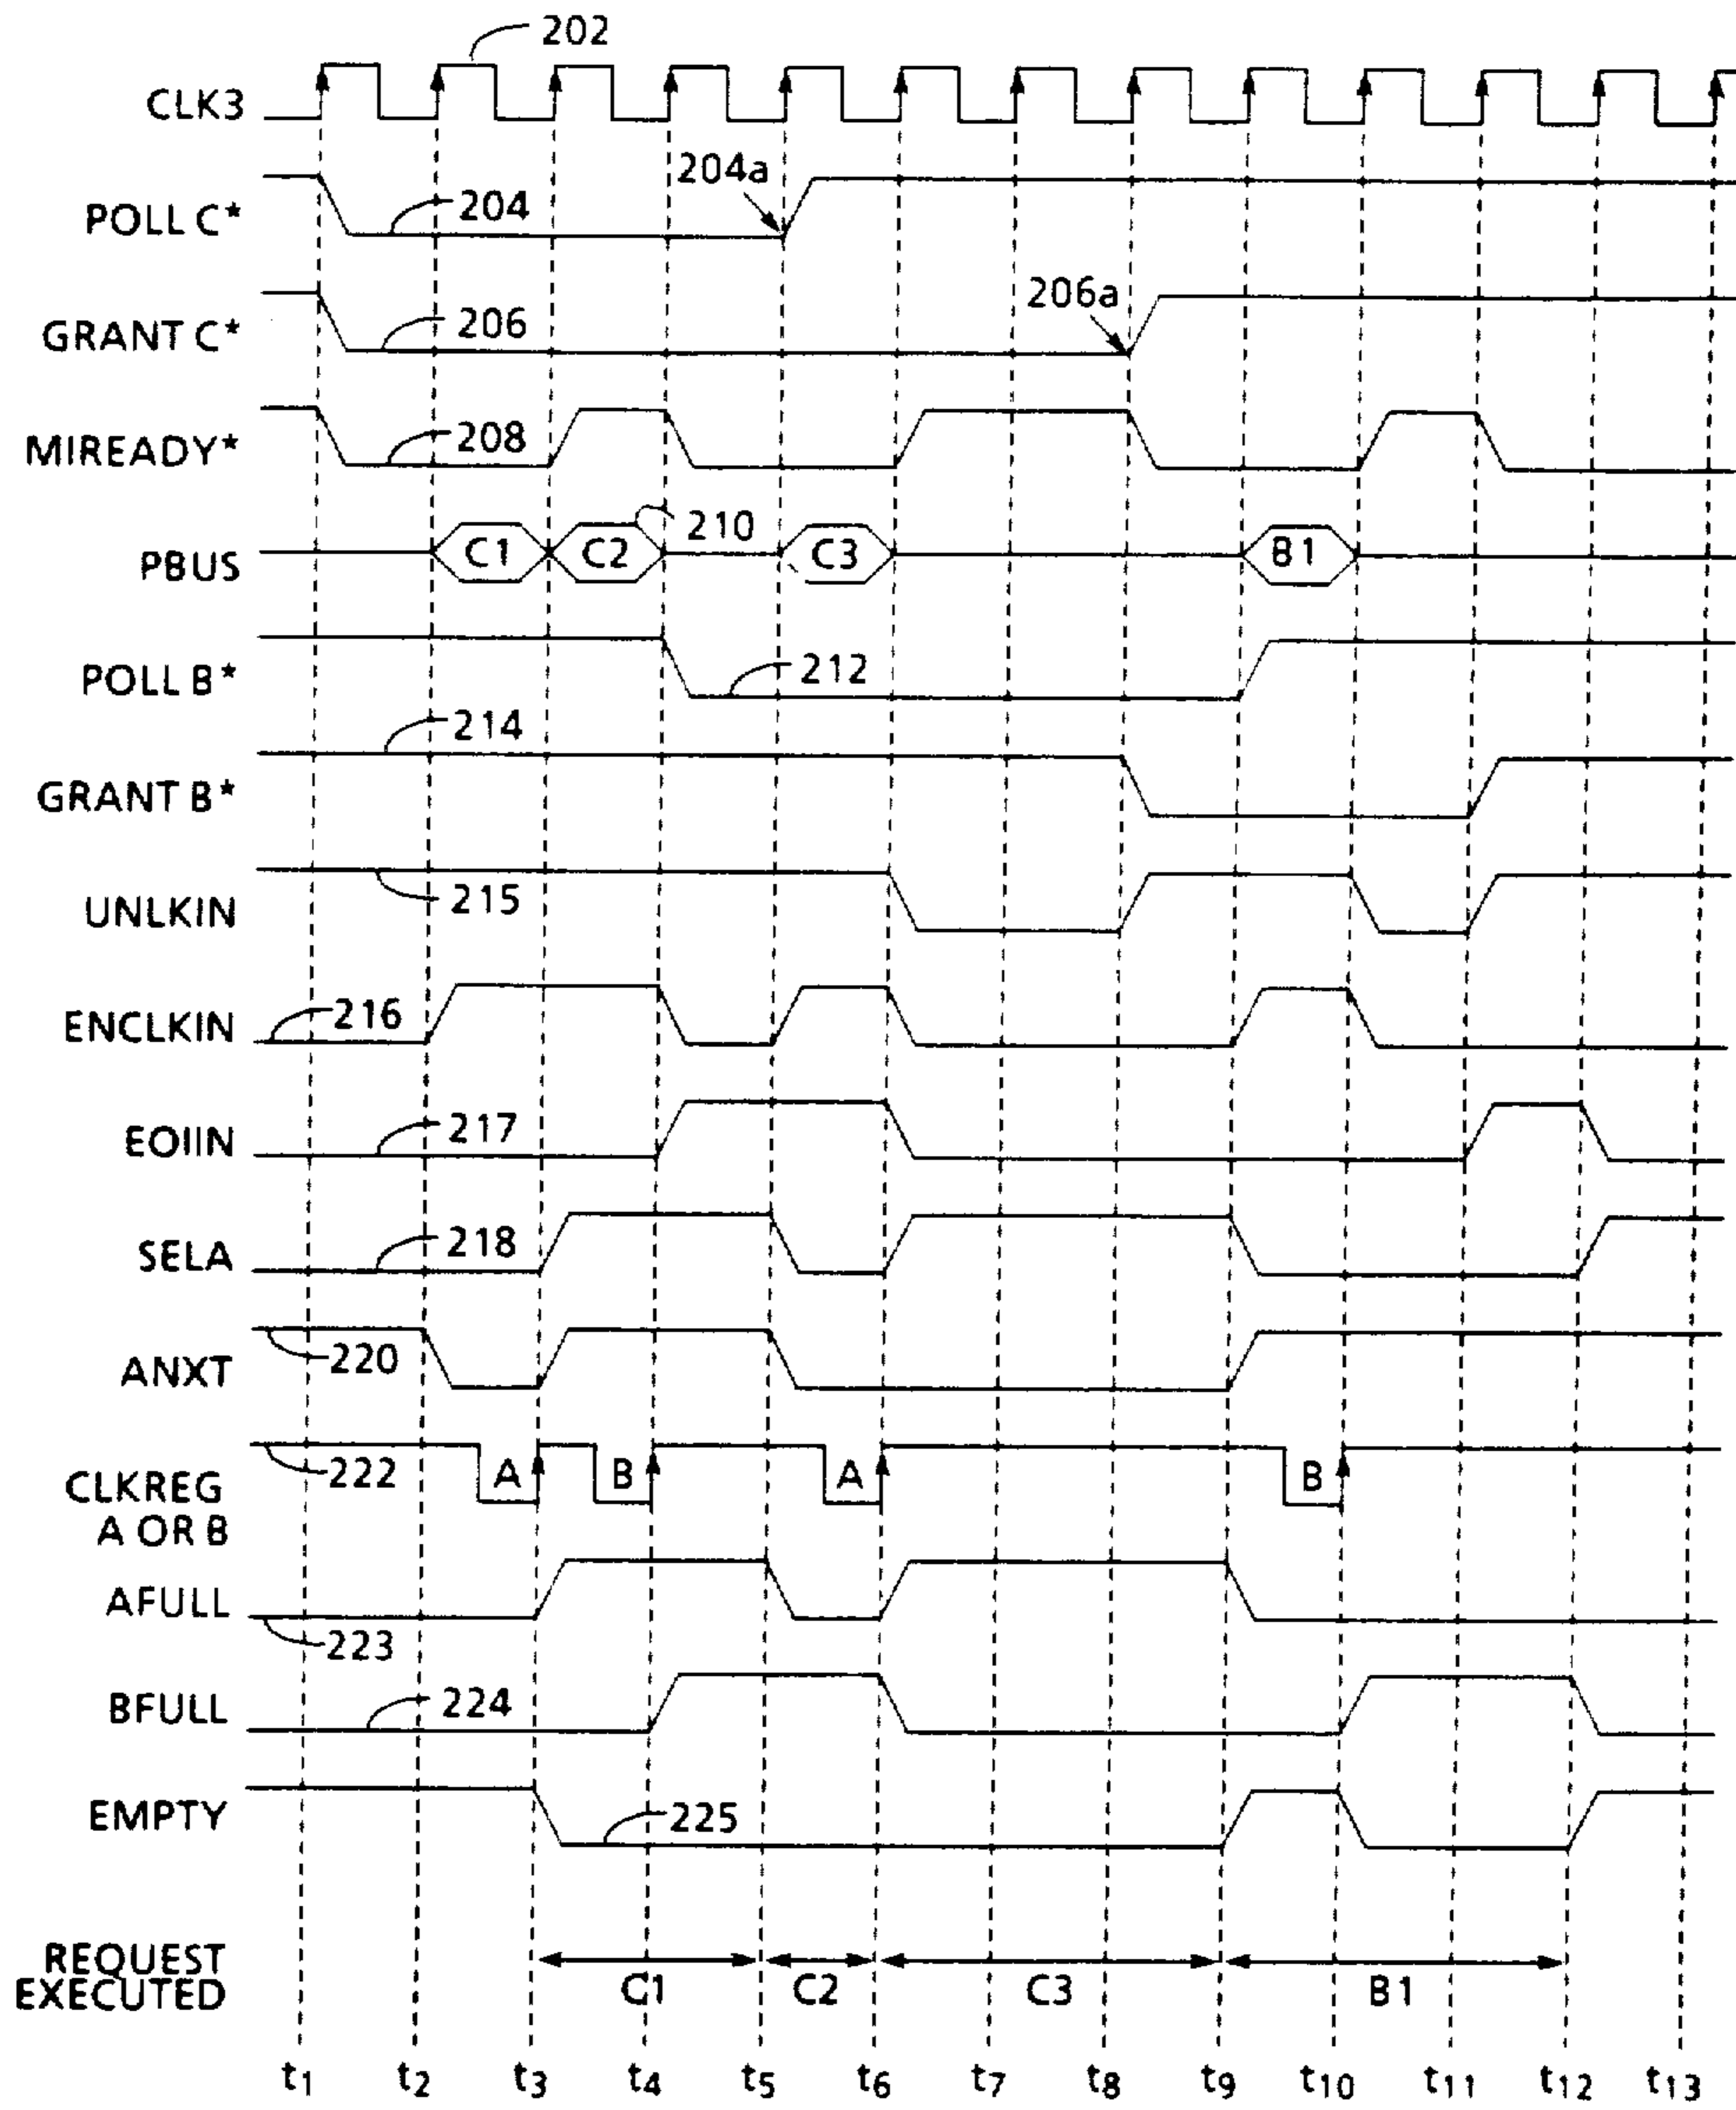 202
CLK3
204a
POLL C* 204
206a
GRANT C* 206
MIREADY* 208
PBUS C1 C2 210 C3 B1
POLL B* 212
214
GRANT B*
UNLKIN 215
ENCLKIN 216
EOIIN 217
SELA 218
ANXT 220
CLKREG A OR B 222 A B A B
AFULL 223
BFULL 224
EMPTY 225
REQUEST EXECUTED C1 C2 C3 B1
t1 t2 t3 t4 t5 t6 t7 t8 t9 t10 t11 t12 t13